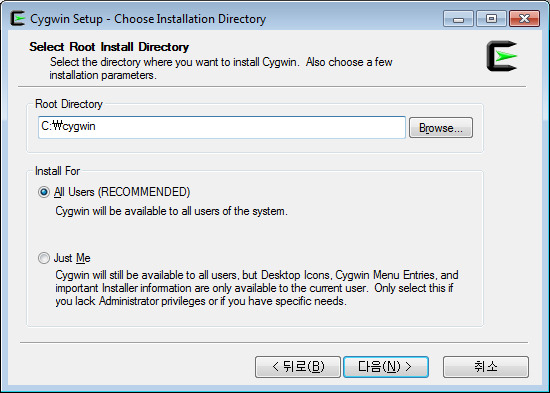 Cygwin Setup - Choose Installation Directory
Select Root Install Directory
Select the directory where you want to install Cygwin. Also choose a few
installation parameters.
Root Directory
C:₩cygwin
Browse...
Install For
All Users (RECOMMENDED)
Cygwin will be available to all users of the system.
Just Me
Cygwin will still be available to all users, but Desktop Icons, Cygwin Menu Entries, and
important Installer information are only available to the current user. Only select this if
you lack Administrator privileges or if you have specific needs.
< 뒤로(B) 다음(N) > 취소